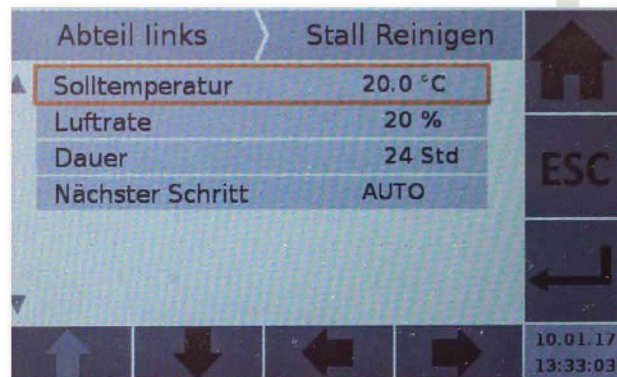 Abteil links Stall Reinigen
Solltemperatur 20.0 °C
Luftrate 20 %
Dauer 24 Std
Nächster Schritt AUTO
ESC
10.01.17
13:33:03